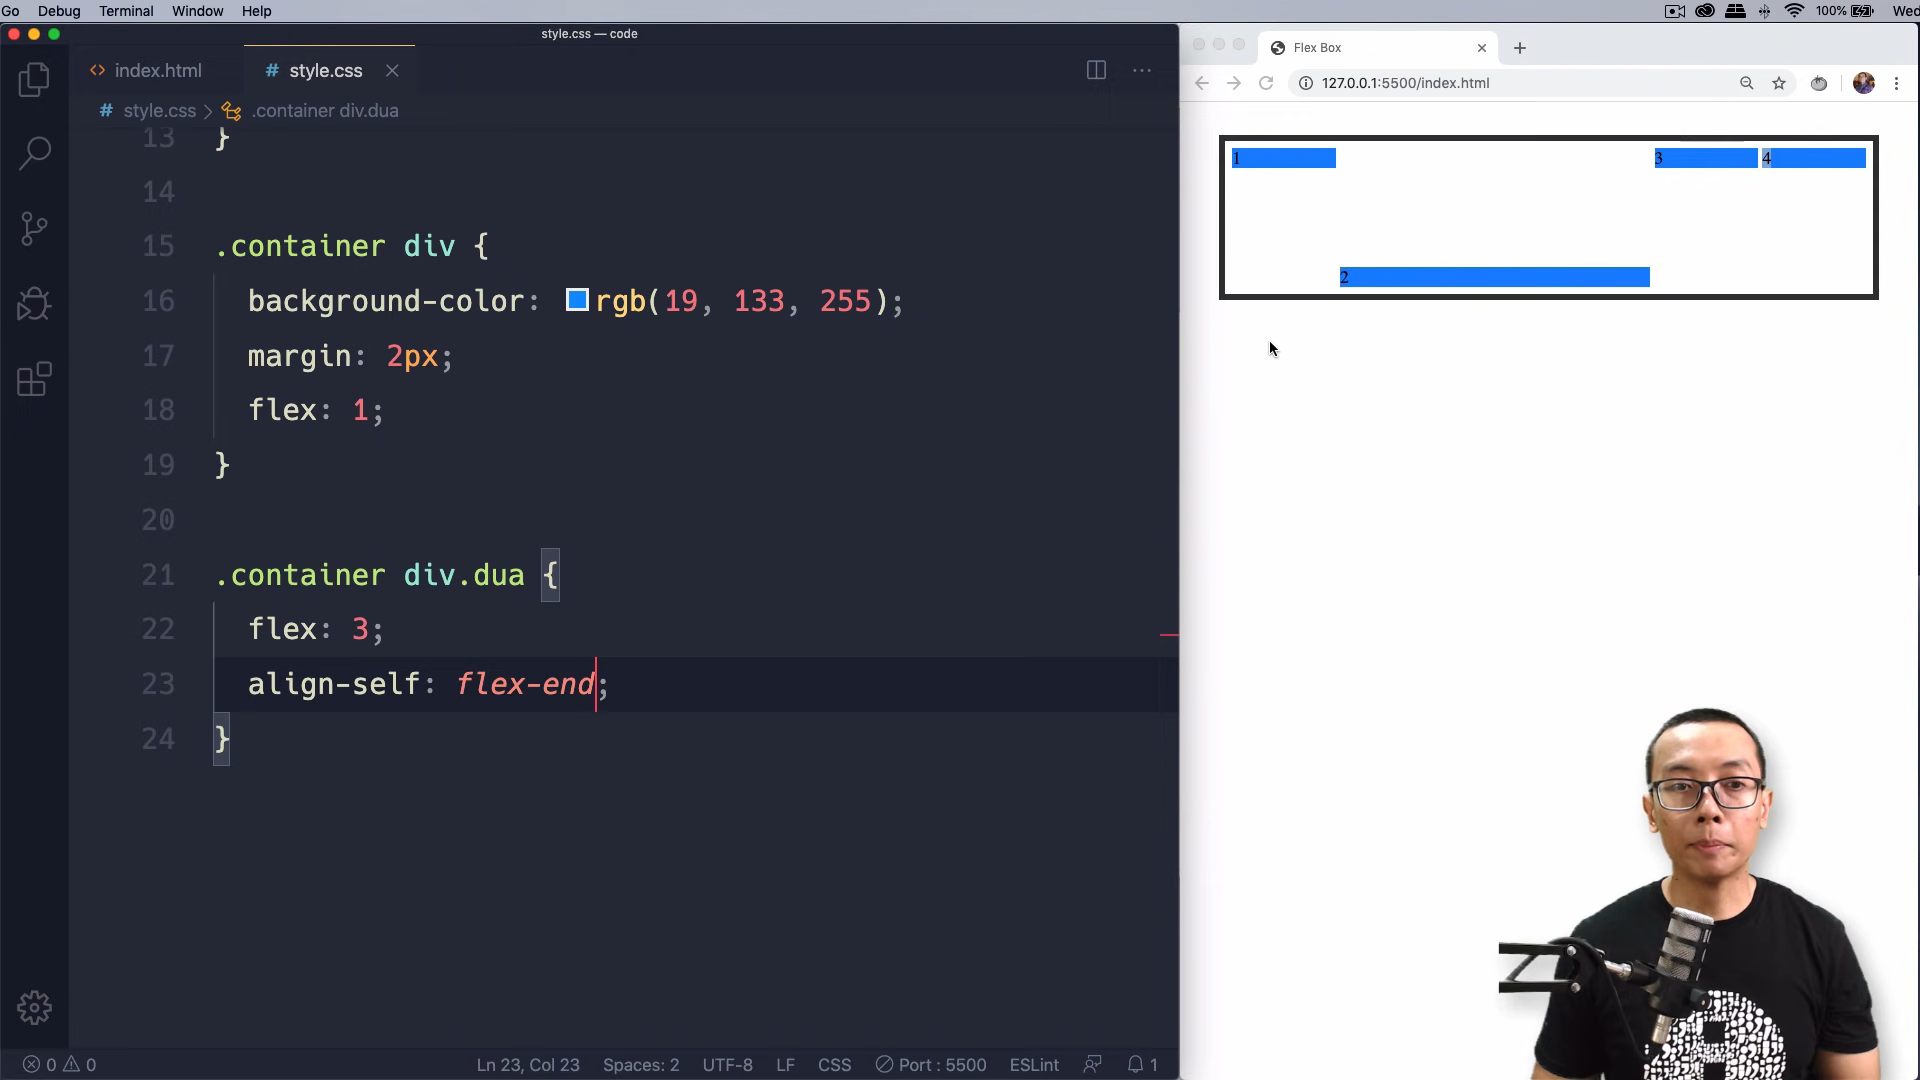 Go Debug Terminal Window Help 100% Wed
style.css — code
index.html # style.css
Flex Box
127.0.0.1:5500/index.html
# style.css > .container div.dua
13 }
14
15 .container div {
16 background-color: rgb(19, 133, 255);
17 margin: 2px;
18 flex: 1;
19 }
20
21 .container div.dua {
22 flex: 3;
23 align-self: flex-end;
24 }
1
3
4
2
0 0 Ln 23, Col 23 Spaces: 2 UTF-8 LF CSS Port : 5500 ESLint 1